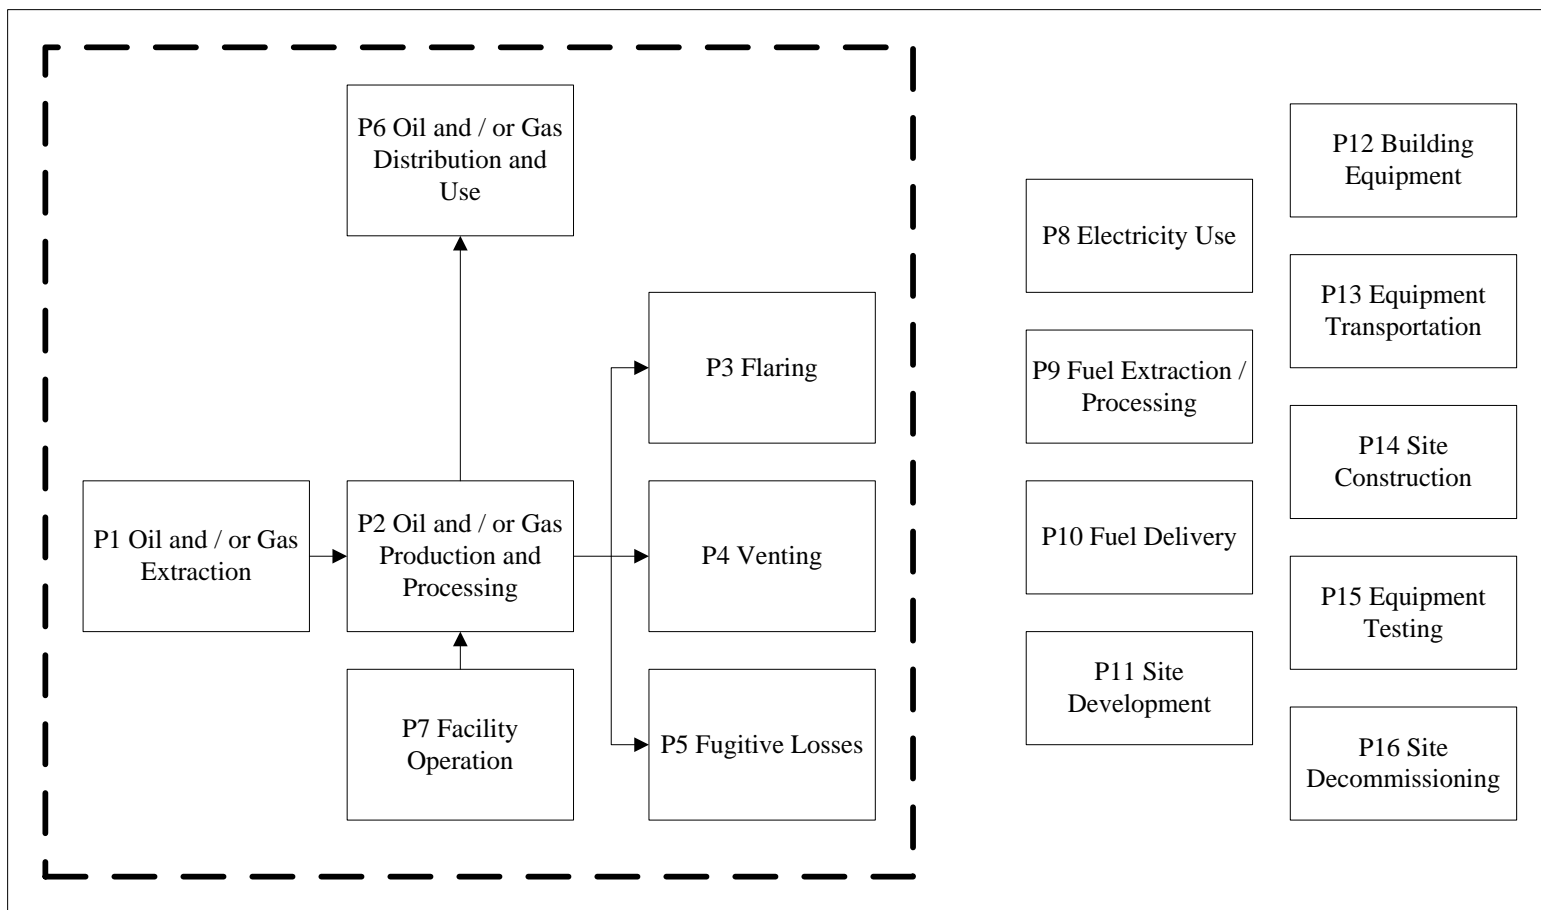 P6 Oil and / or Gas
Distribution and
Use
P3 Flaring
P1 Oil and / or Gas
Extraction
P2 Oil and / or Gas
Production and
Processing
P4 Venting
P7 Facility
Operation
P5 Fugitive Losses
P8 Electricity Use
P9 Fuel Extraction /
Processing
P10 Fuel Delivery
P11 Site
Development
P12 Building
Equipment
P13 Equipment
Transportation
P14 Site
Construction
P15 Equipment
Testing
P16 Site
Decommissioning